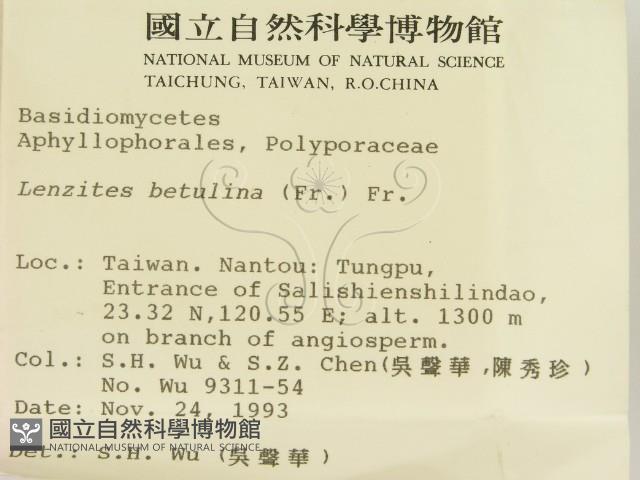 國立自然科學博物館
NATIONAL MUSEUM OF NATURAL SCIENCE
TAICHUNG, TAIWAN, R.O.CHINA
Basidiomycetes
Aphyllophorales, Polyporaceae
Lenzites betulina (Fr.) Fr.
Loc.: Taiwan. Nantou: Tungpu,
Entrance of Salishienshilindao,
23.32 N,120.55 E; alt. 1300 m
on branch of angiosperm.
Col.: S.H. Wu & S.Z. Chen(吳聲華,陳秀珍)
No. Wu 9311-54
Date: Nov. 24, 1993
國立自然科學博物館
NATIONAL MUSEUM OF NATURAL SCIENCE
Det.: S.H. Wu (吳聲華)